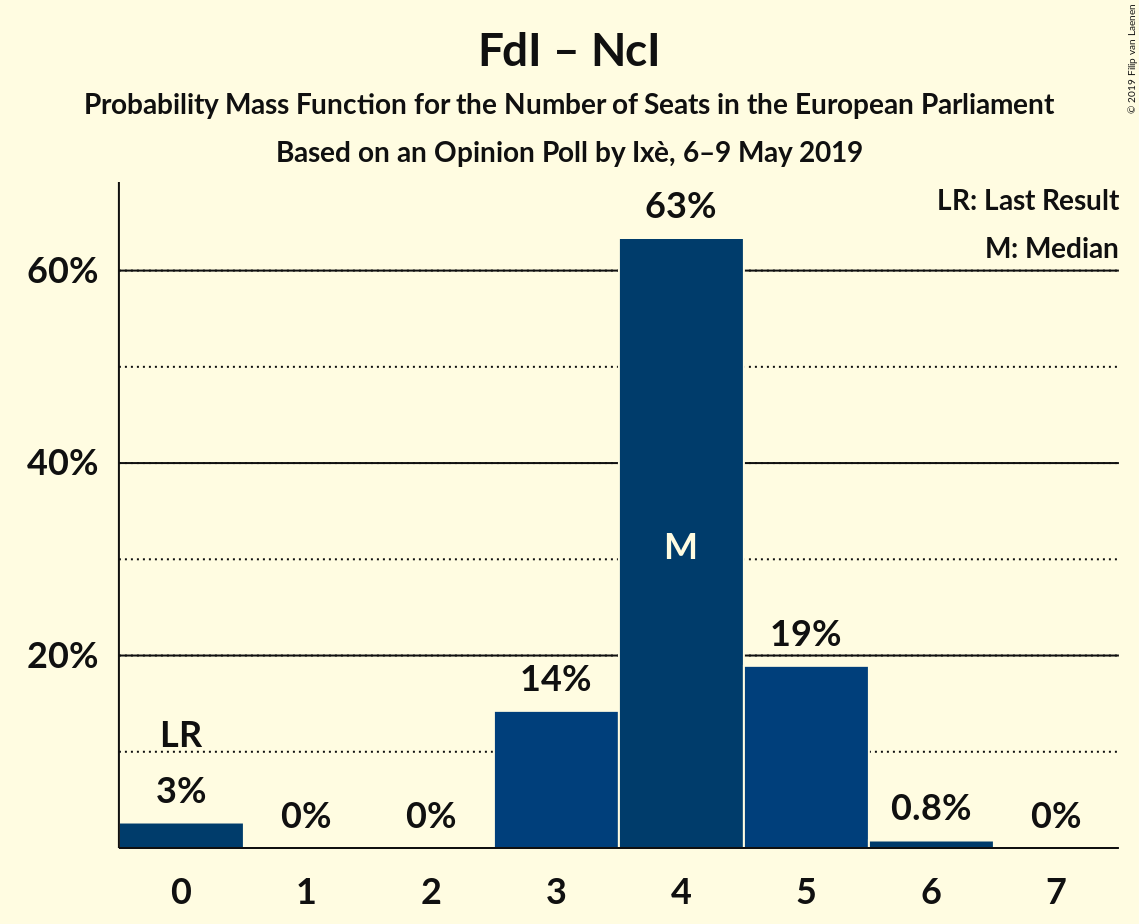 FdI – NcI
Probability Mass Function for the Number of Seats in the European Parliament
Based on an Opinion Poll by Ixè, 6–9 May 2019
© 2019 Filip van Laenen
LR: Last Result
M: Median
63%
60%
40%
M
20%
19%
14%
LR
3%
0%
0%
0.8%
0%
0
1
2
3
4
5
6
7